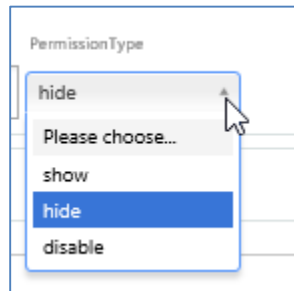 PermissionType
hide
Please choose...
show
hide
disable